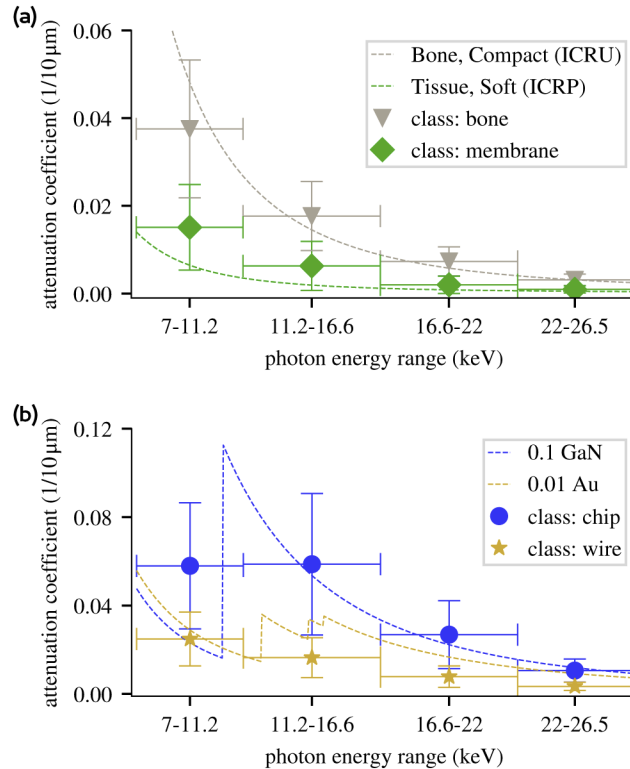 (a)
attenuation coefficient (1/10 μm)
0.06
0.04
0.02
0.00
Bone, Compact (ICRU)
Tissue, Soft (ICRP)
class: bone
class: membrane
7-11.2 11.2-16.6 16.6-22 22-26.5
photon energy range (keV)
(b)
attenuation coefficient (1/10 μm)
0.12
0.08
0.04
0.00
0.1 GaN
0.01 Au
class: chip
class: wire
7-11.2 11.2-16.6 16.6-22 22-26.5
photon energy range (keV)